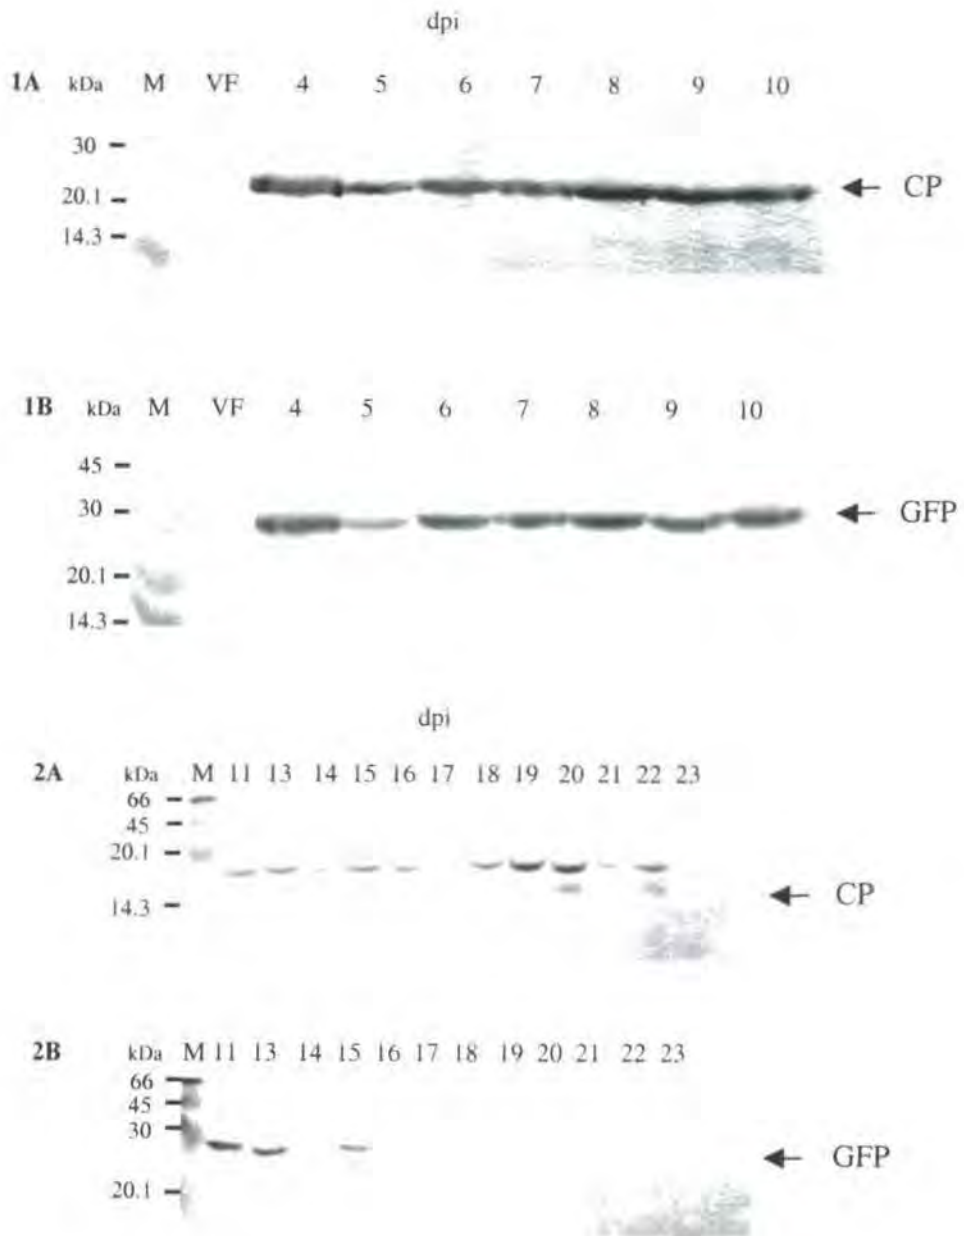 dpi
1A kDa M VF 4 5 6 7 8 9 10
30
20.1
14.3
CP
1B kDa M VF 4 5 6 7 8 9 10
45
30
20.1
14.3
GFP
dpi
2A kDa M 11 13 14 15 16 17 18 19 20 21 22 23
66
45
20.1
14.3
CP
2B kDa M 11 13 14 15 16 17 18 19 20 21 22 23
66
45
30
20.1
GFP